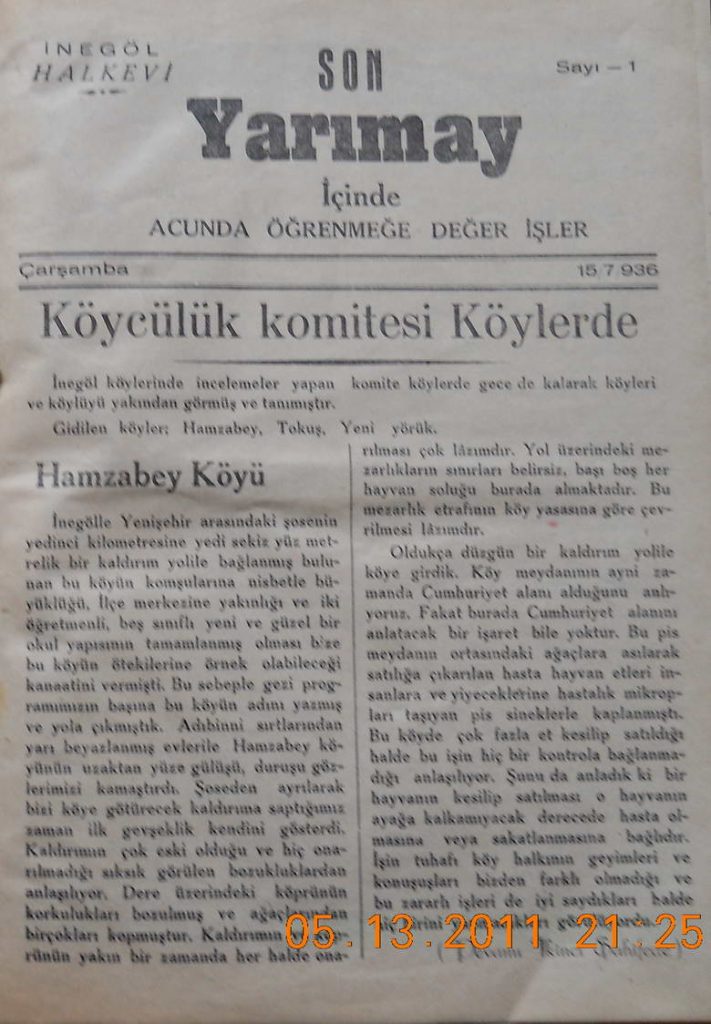 İNEGÖL
HALKEVİ
SON
Sayı – 1
Yarımay
İçinde
ACUNDA ÖĞRENMEĞE DEĞER İŞLER
Çarşamba
15 7 936
Köycülük komitesi Köylerde
İnegöl köylerinde incelemeler yapan komite köylerde gece de kalarak köyleri
ve köylüyü yakından görmüş ve tanımıştır.
Gidilen köyler; Hamzabey, Tokuş, Yeni yörük.
Hamzabey Köyü
İnegölle Yenişehir arasındaki şosenin
yedinci kilometresine yedi sekiz yüz met-
relik bir kaldırım yolile bağlanmış bulu-
nan bu köyün komşularına nisbetle bü-
yüklüğü, İlçe merkezine yakınlığı ve iki
öğretmenli, beş sınıflı yeni ve güzel bir
okul yapısının tamamlanmış olması bize
bu köyün ötekilerine örnek olabileceği
kanaatini vermişti. Bu sebeple gezi prog-
ramımızın başına bu köyün adını yazmış
ve yola çıkmıştık. Adıbinni sırtlarından
yarı beyazlanmış evlerile Hamzabey kö-
yünün uzaktan yüze gülüşü, duruşu göz-
lerimizi kamaştırdı. Şoseden ayrılarak
bizi köye götürecek kaldırıma saptığımız
zaman ilk gevşeklik kendini gösterdi.
Kaldırımın çok eski olduğu ve hiç ona-
rılmadığı sıksık görülen bozukluklardan
anlaşılıyor. Dere üzerindeki köprünün
korkulukları bozulmuş ve ağaçlarından
birçokları kopmuştur. Kaldırımın
rünün yakın bir zamanda her halde ona-
rılması çok lâzımdır. Yol üzerindeki me-
zarlıkların sınırları belirsiz, başı boş her
hayvan soluğu burada almaktadır. Bu
mezarlık etrafının köy yasasına göre çev-
rilmesi lâzımdır.
Oldukça düzgün bir kaldırım yolile
köye girdik. Köy meydanının ayni za-
manda Cumhuriyet alanı aldığunu anlı-
yoruz. Fakat burada Cumhuriyet alanını
anlatacak bir işaret bile yoktur. Bu pis
meydanın ortasındaki ağaçlara asılarak
satılığa çıkarılan hasta hayvan etleri in-
sanlara ve yiyeceklerine hastalık mikrop-
ları taşıyan pis sineklerle kaplanmıştı.
Bu köyde çok fazla et kesilip satıldığı
halde bu işin hiç bir kontrola bağlanma-
dığı anlaşılıyor. Şunu da anladık ki bir
hayvanın kesilip satılması o hayvanın
ayağa kalkamıyacak derecede hasta ol-
masına veya sakatlanmasına bağlıdır.
İşin tuhafı köy halkının geyimleri ve
konuşuşları bizden farklı olmadığı ve
bu zararlı işleri de iyi saydıkları halde
05.13.2011 21:25